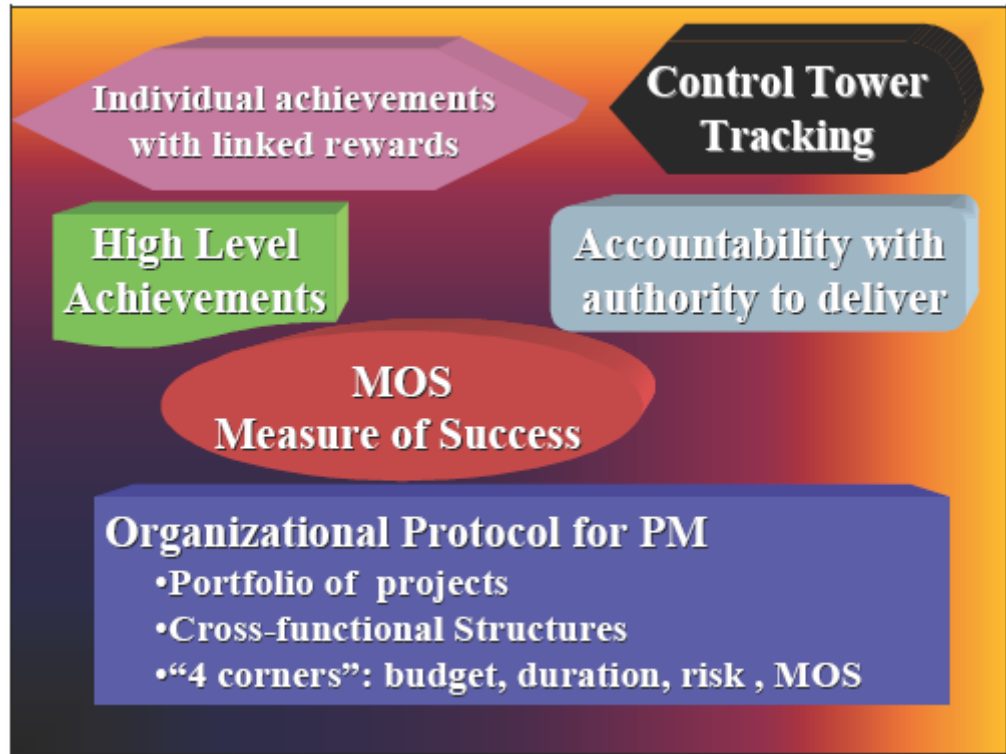 Individual achievements
with linked rewards
Control Tower
Tracking
High Level
Achievements
Accountability with
authority to deliver
MOS
Measure of Success
Organizational Protocol for PM
•Portfolio of projects
•Cross-functional Structures
•“4 corners”: budget, duration, risk , MOS